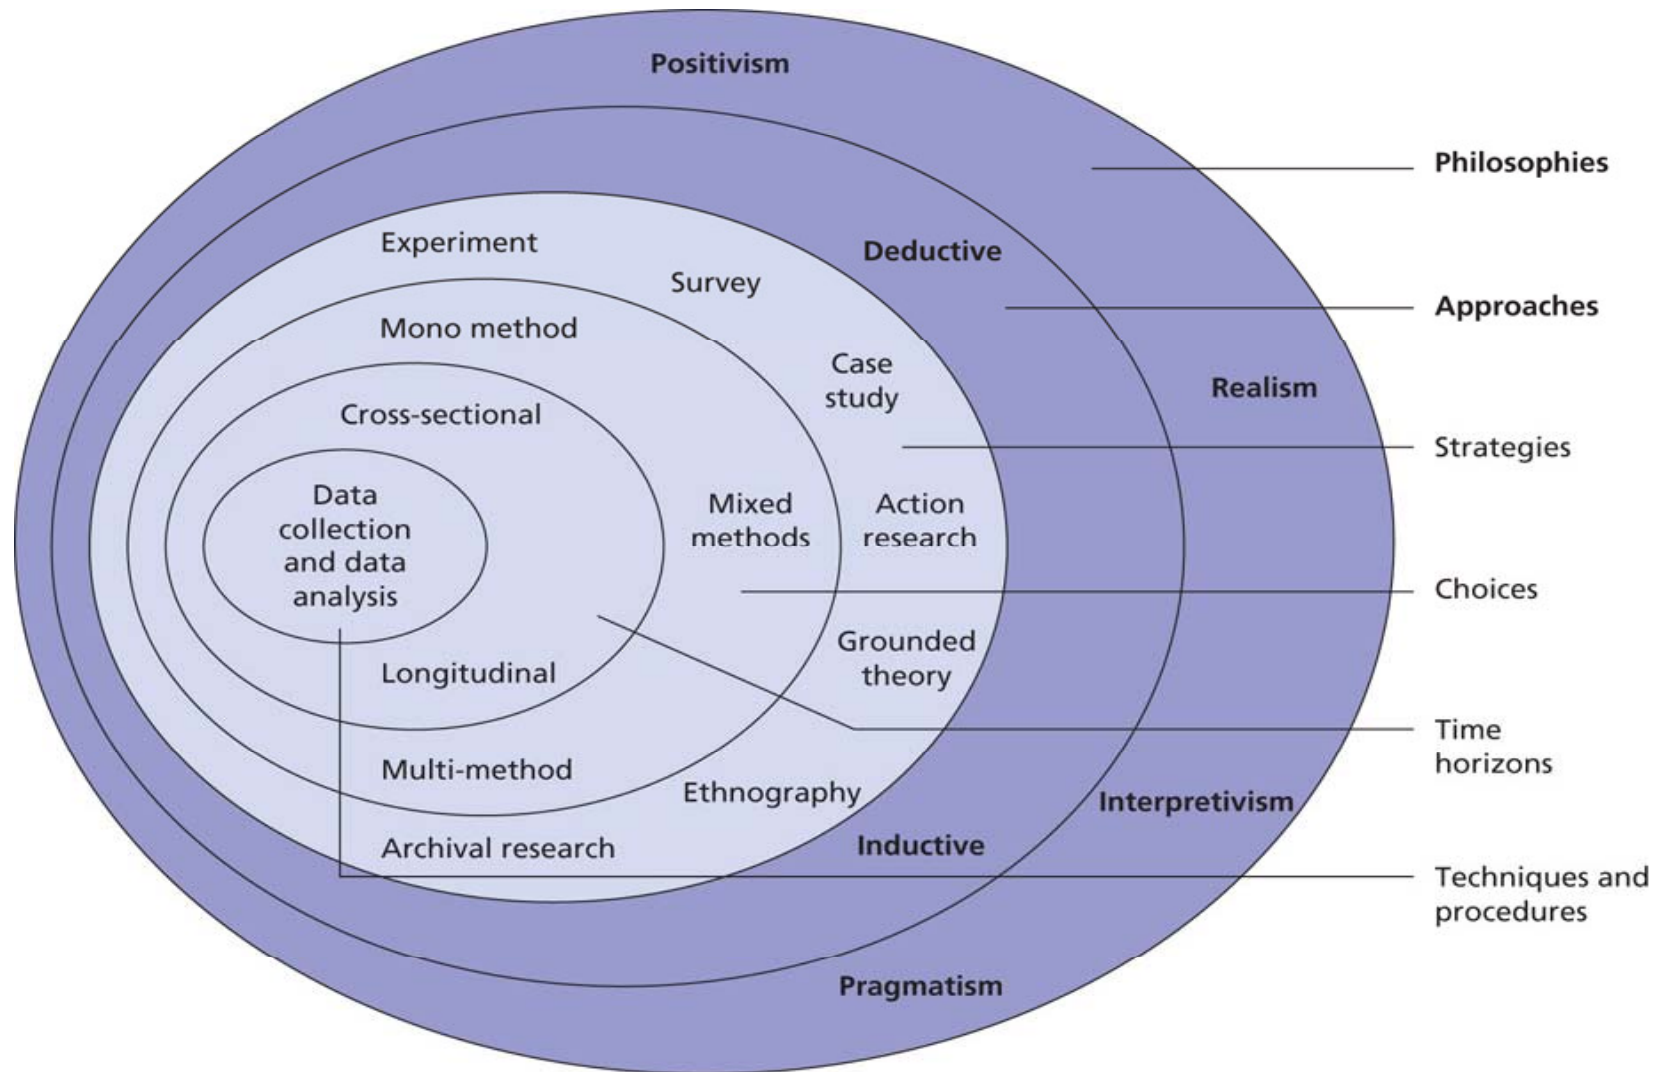 Positivism
Philosophies
Experiment
Deductive
Survey
Approaches
Mono method
Case
study
Realism
Cross-sectional
Strategies
Data
collection
and data
analysis
Mixed
methods
Action
research
Choices
Grounded
theory
Longitudinal
Time
horizons
Multi-method
Ethnography
Interpretivism
Archival research
Inductive
Techniques and
procedures
Pragmatism